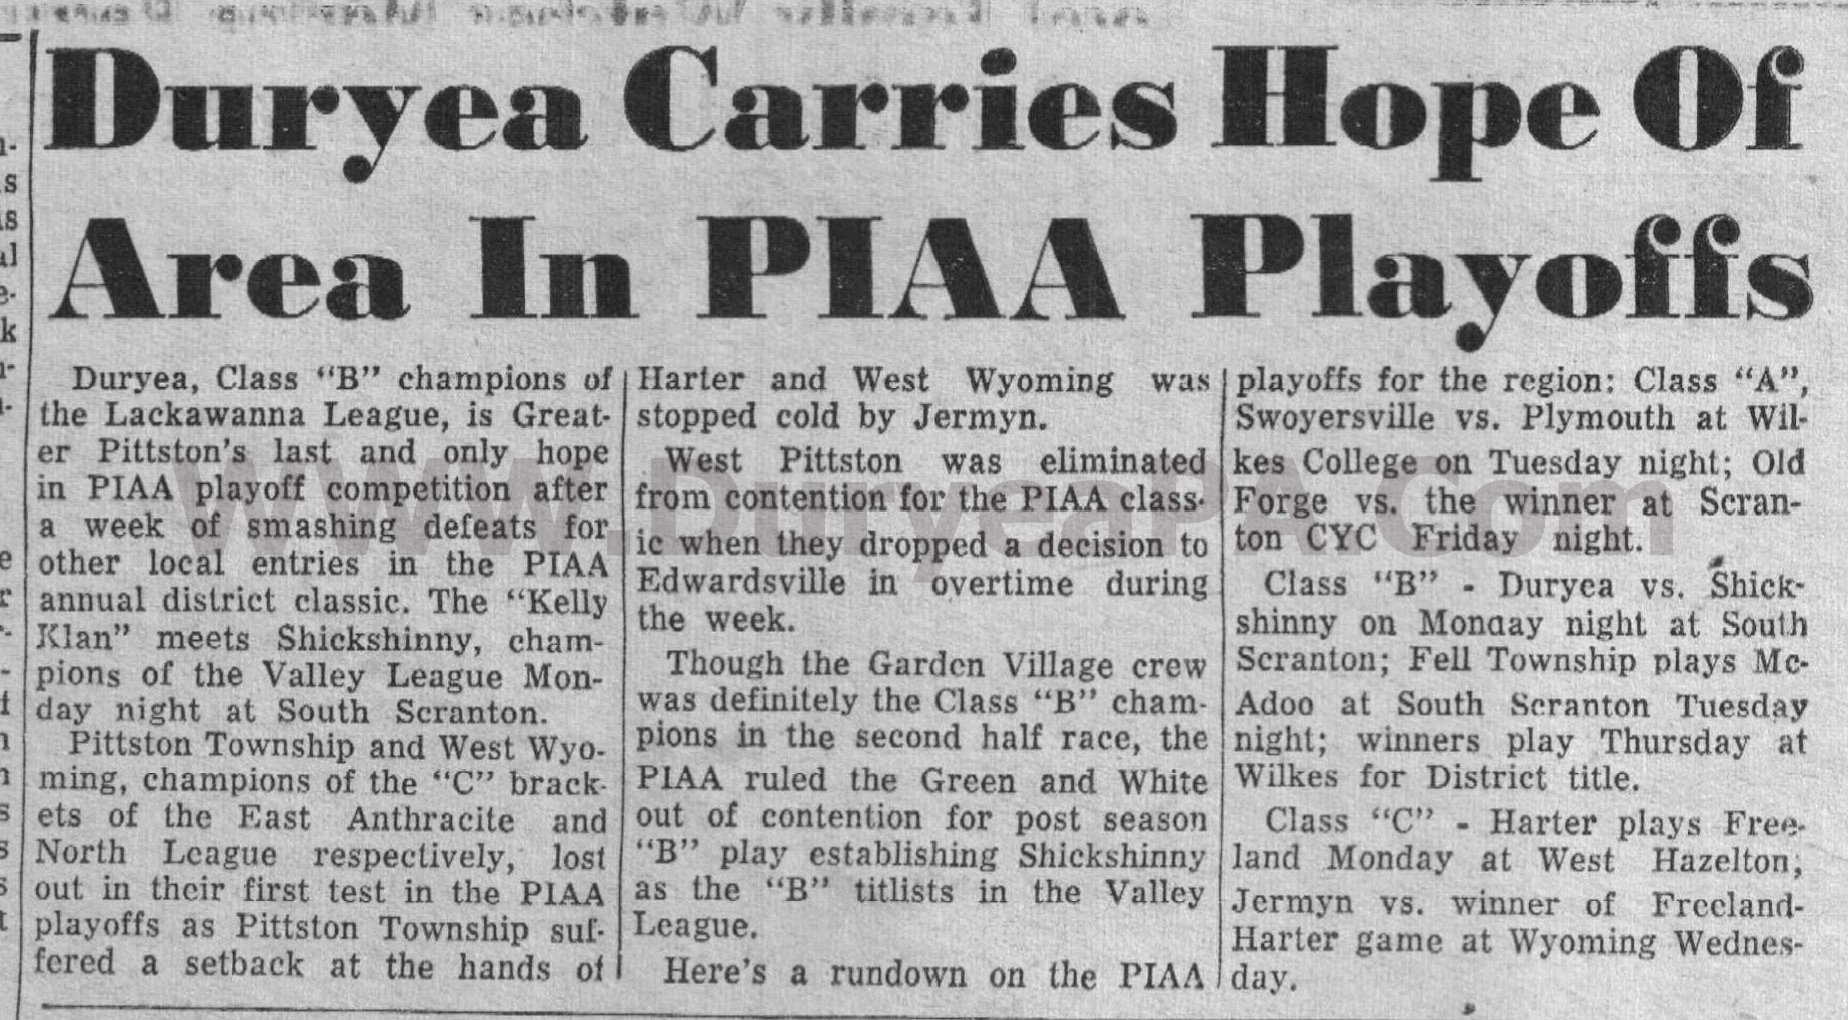 Duryea Carries Hope Of
Area In PIAA Playoffs
Duryea, Class "B" champions of
the Lackawanna League, is Great-
er Pittston's last and only hope
in PIAA playoff competition after
a week of smashing defeats for
other local entries in the PIAA
annual district classic. The "Kelly
Klan" meets Shickshinny, cham-
pions of the Valley League Mon-
day night at South Scranton.
Pittston Township and West Wyo-
ming, champions of the "C" brack-
ets of the East Anthracite and
North League respectively, lost
out in their first test in the PIAA
playoffs as Pittston Township suf-
fered a setback at the hands of
Harter and West Wyoming was
stopped cold by Jermyn.
West Pittston was eliminated
from contention for the PIAA class-
ic when they dropped a decision to
Edwardsville in overtime during
the week.
Though the Garden Village crew
was definitely the Class "B" cham-
pions in the second half race, the
PIAA ruled the Green and White
out of contention for post season
"B" play establishing Shickshinny
as the "B" titlists in the Valley
League.
Here's a rundown on the PIAA
playoffs for the region: Class "A",
Swoyersville vs. Plymouth at Wil-
kes College on Tuesday night; Old
Forge vs. the winner at Scran-
ton CYC Friday night.
Class "B" - Duryea vs. Shick-
shinny on Monday night at South
Scranton; Fell Township plays Mc-
Adoo at South Scranton Tuesday
night; winners play Thursday at
Wilkes for District title.
Class "C" - Harter plays Free-
land Monday at West Hazelton;
Jermyn vs. winner of Freeland-
Harter game at Wyoming Wednes-
day.
www.DuryeaPA.com